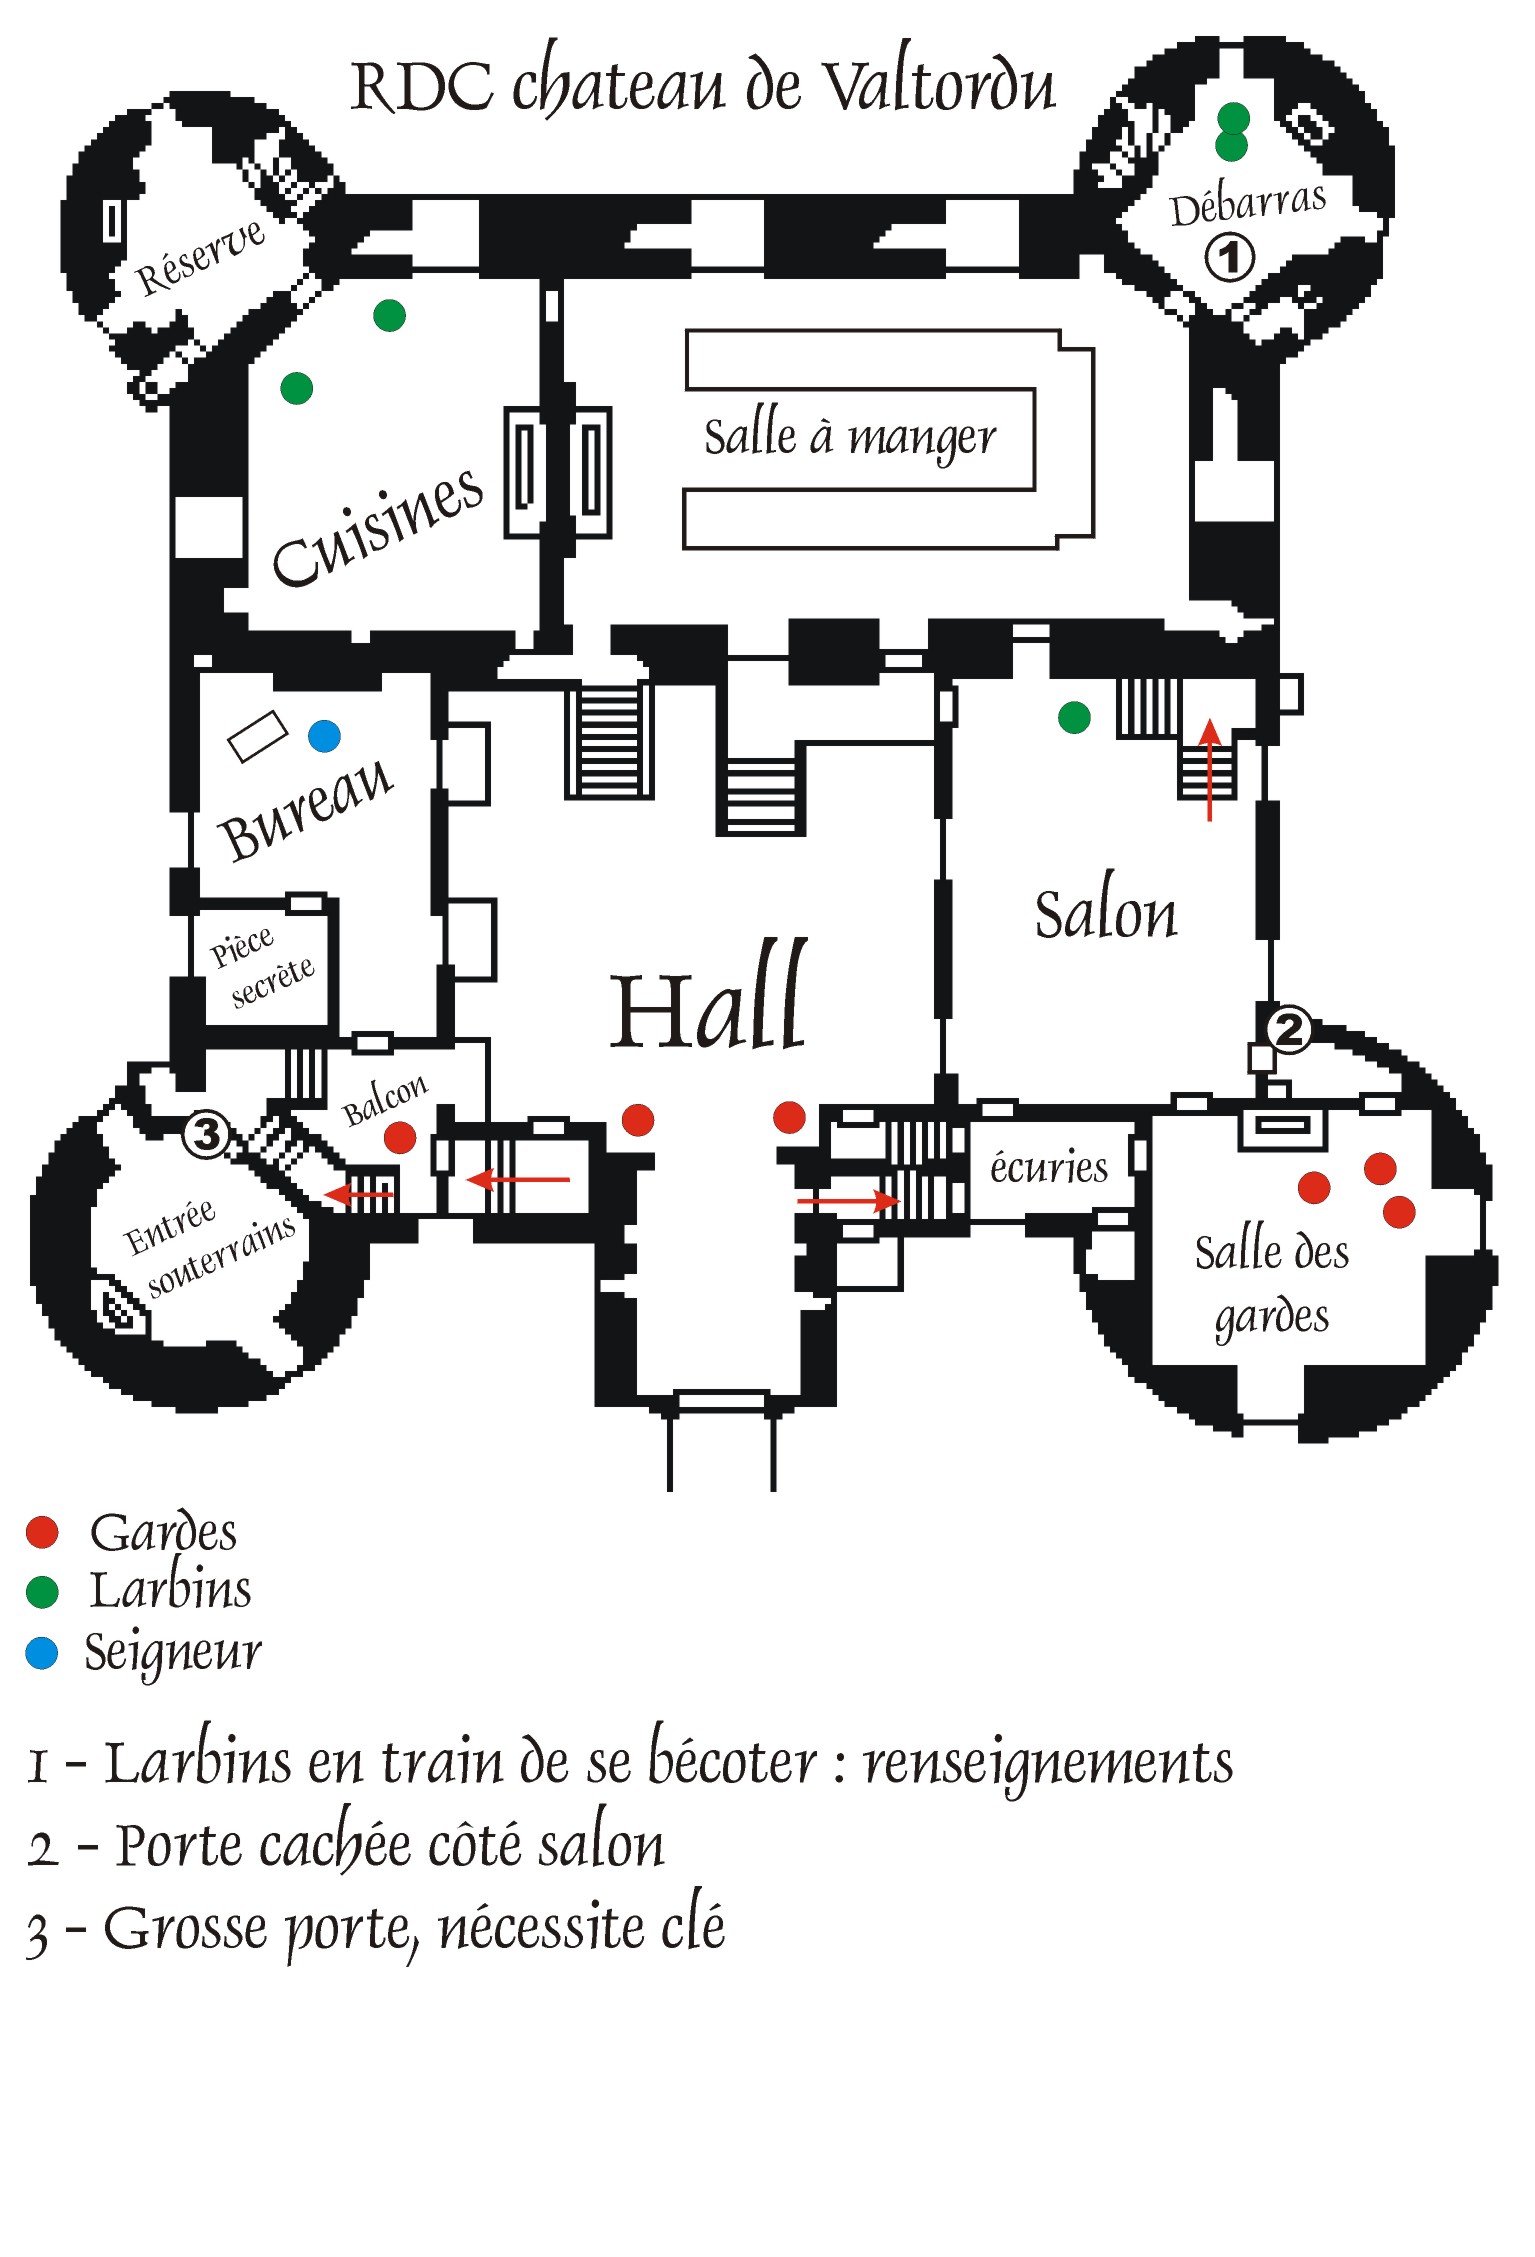 RDC chateau de Valtordu
Réserve
Débarras
1
Salle à manger
Cuisines
Bureau
Salon
Pièce
secrète
Hall
2
Balcon
3
écuries
Entrée
souterrains
Salle des
gardes
Gardes
Larbins
Seigneur
1 - Larbins en train de se bécoter : renseignements
2 - Porte cachée côté salon
3 - Grosse porte, nécessite clé